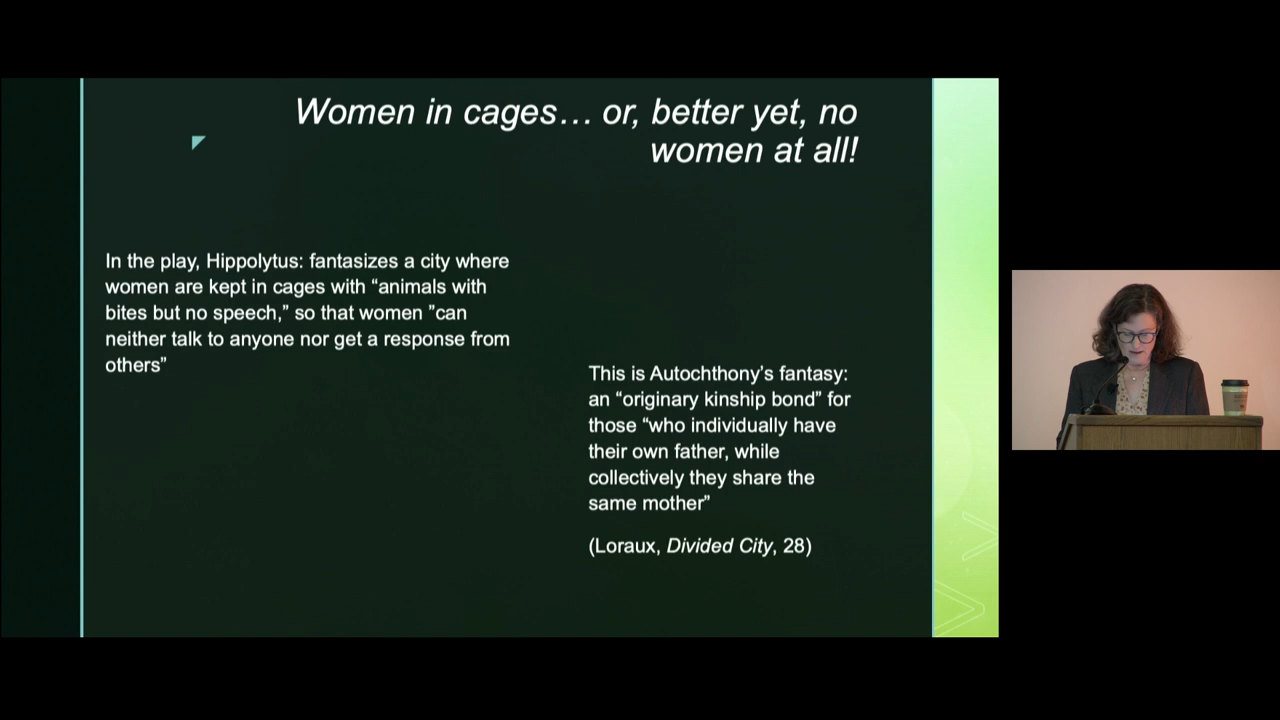 Women in cages… or, better yet, no
women at all!
In the play, Hippolytus: fantasizes a city where
women are kept in cages with “animals with
bites but no speech,” so that women ”can
neither talk to anyone nor get a response from
others”
This is Autochthony’s fantasy:
an “originary kinship bond” for
those “who individually have
their own father, while
collectively they share the
same mother”
(Loraux, Divided City, 28)